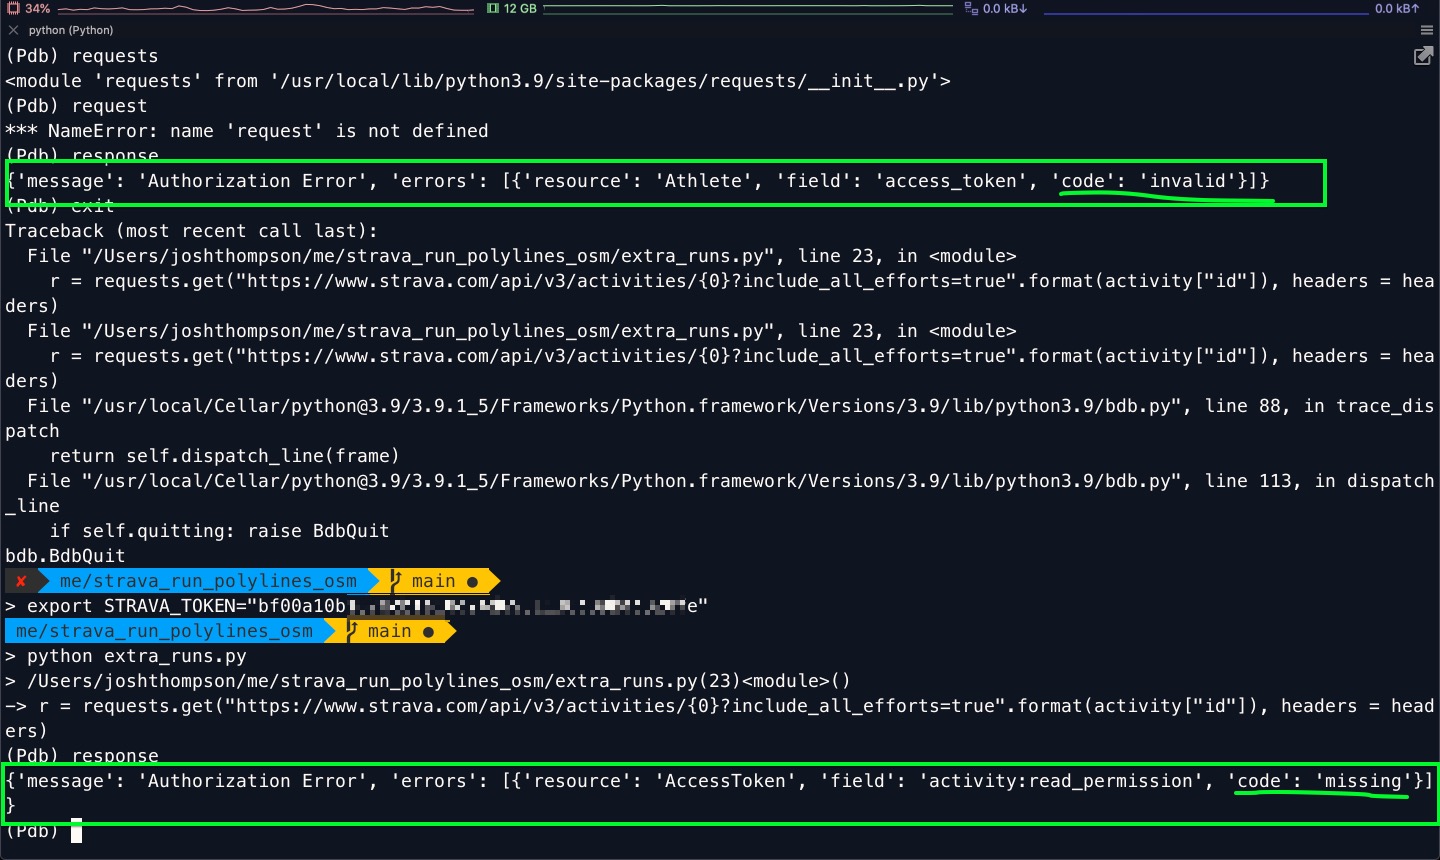 34% 12 GB 0.0 kB↓ 0.0 kB↑
python (Python)
(Pdb) requests
<module 'requests' from '/usr/local/lib/python3.9/site-packages/requests/__init__.py'>
(Pdb) request
*** NameError: name 'request' is not defined
(Pdb) response
{'message': 'Authorization Error', 'errors': [{'resource': 'Athlete', 'field': 'access_token', 'code': 'invalid'}]}
(Pdb) exit
Traceback (most recent call last):
  File "/Users/joshthompson/me/strava_run_polylines_osm/extra_runs.py", line 23, in <module>
    r = requests.get("https://www.strava.com/api/v3/activities/{0}?include_all_efforts=true".format(activity["id"]), headers = hea
ders)
  File "/Users/joshthompson/me/strava_run_polylines_osm/extra_runs.py", line 23, in <module>
    r = requests.get("https://www.strava.com/api/v3/activities/{0}?include_all_efforts=true".format(activity["id"]), headers = hea
ders)
  File "/usr/local/Cellar/python@3.9/3.9.1_5/Frameworks/Python.framework/Versions/3.9/lib/python3.9/bdb.py", line 88, in trace_dis
patch
    return self.dispatch_line(frame)
  File "/usr/local/Cellar/python@3.9/3.9.1_5/Frameworks/Python.framework/Versions/3.9/lib/python3.9/bdb.py", line 113, in dispatch
_line
    if self.quitting: raise BdbQuit
bdb.BdbQuit
✘ me/strava_run_polylines_osm main ●
> export STRAVA_TOKEN="bf00a10b e"
me/strava_run_polylines_osm main ●
> python extra_runs.py
> /Users/joshthompson/me/strava_run_polylines_osm/extra_runs.py(23)<module>()
-> r = requests.get("https://www.strava.com/api/v3/activities/{0}?include_all_efforts=true".format(activity["id"]), headers = head
ers)
(Pdb) response
{'message': 'Authorization Error', 'errors': [{'resource': 'AccessToken', 'field': 'activity:read_permission', 'code': 'missing'}]
}
(Pdb)